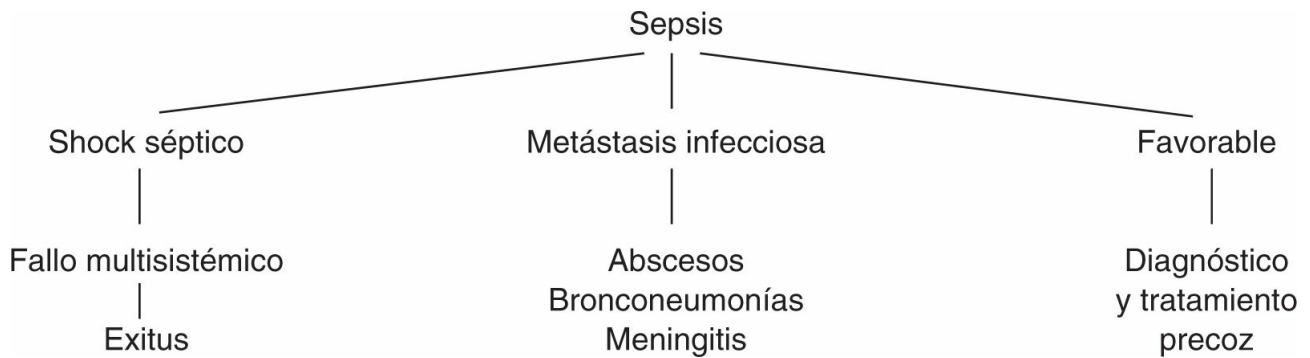 Sepsis
Shock séptico
Metástasis infecciosa
Favorable
Fallo multisistémico
Exitus
Abscesos
Bronconeumonías
Meningitis
Diagnóstico
y tratamiento
precoz